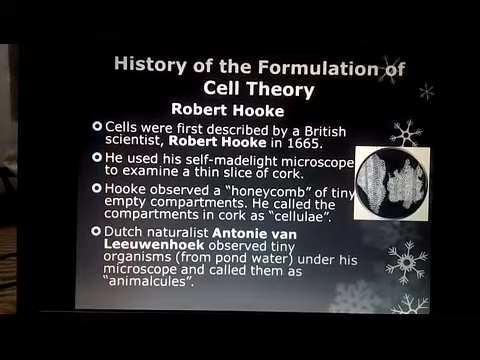 History of the Formulation of
Cell Theory
Robert Hooke
Cells were first described by a British
scientist, Robert Hooke in 1665.
He used his self-madelight microscope
to examine a thin slice of cork.
Hooke observed a “honeycomb” of tiny
empty compartments. He called the
compartments in cork as “cellulae”.
Dutch naturalist Antonie van
Leeuwenhoek observed tiny
organisms (from pond water) under his
microscope and called them as
“animalcules”.